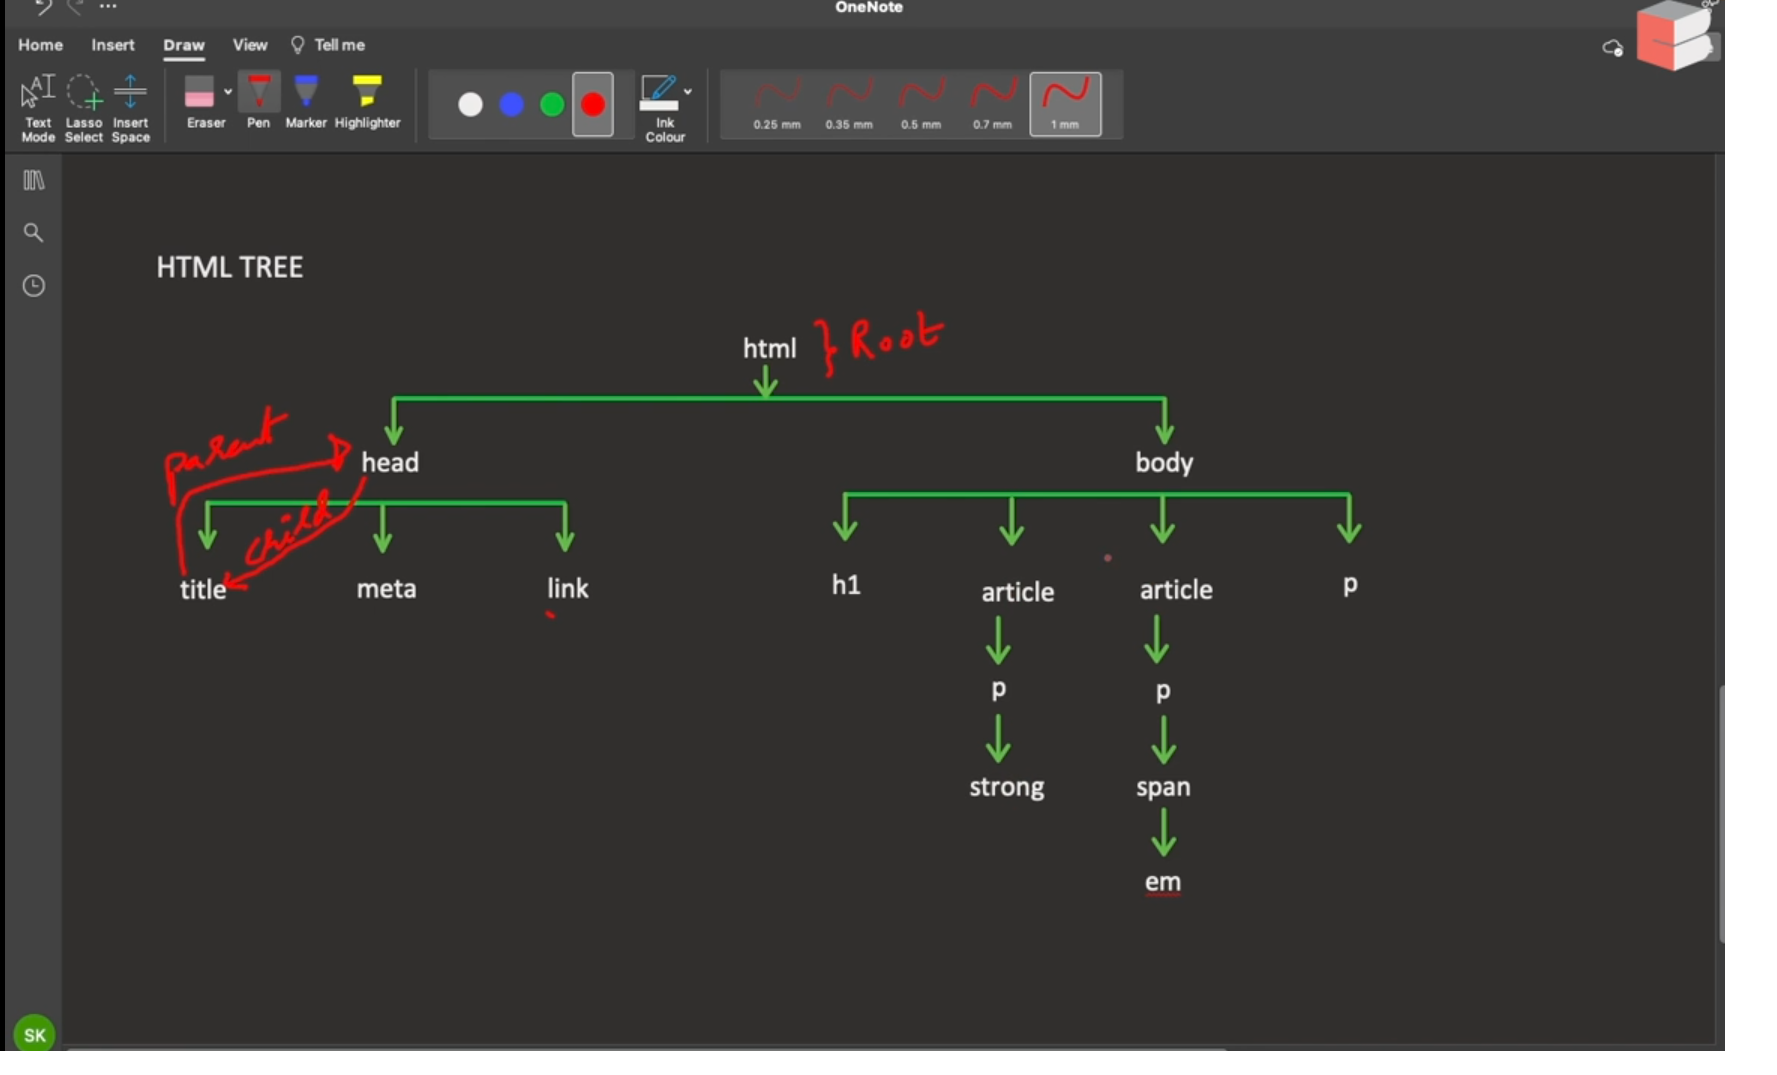 OneNote
Home Insert Draw View Tell me
Text Mode Lasso Select Insert Space Eraser Pen Marker Highlighter Ink Colour 0.25 mm 0.35 mm 0.5 mm 0.7 mm 1 mm
HTML TREE
html } Root
parent
head body
child
title meta link h1 article article p
p p
strong span
em
SK